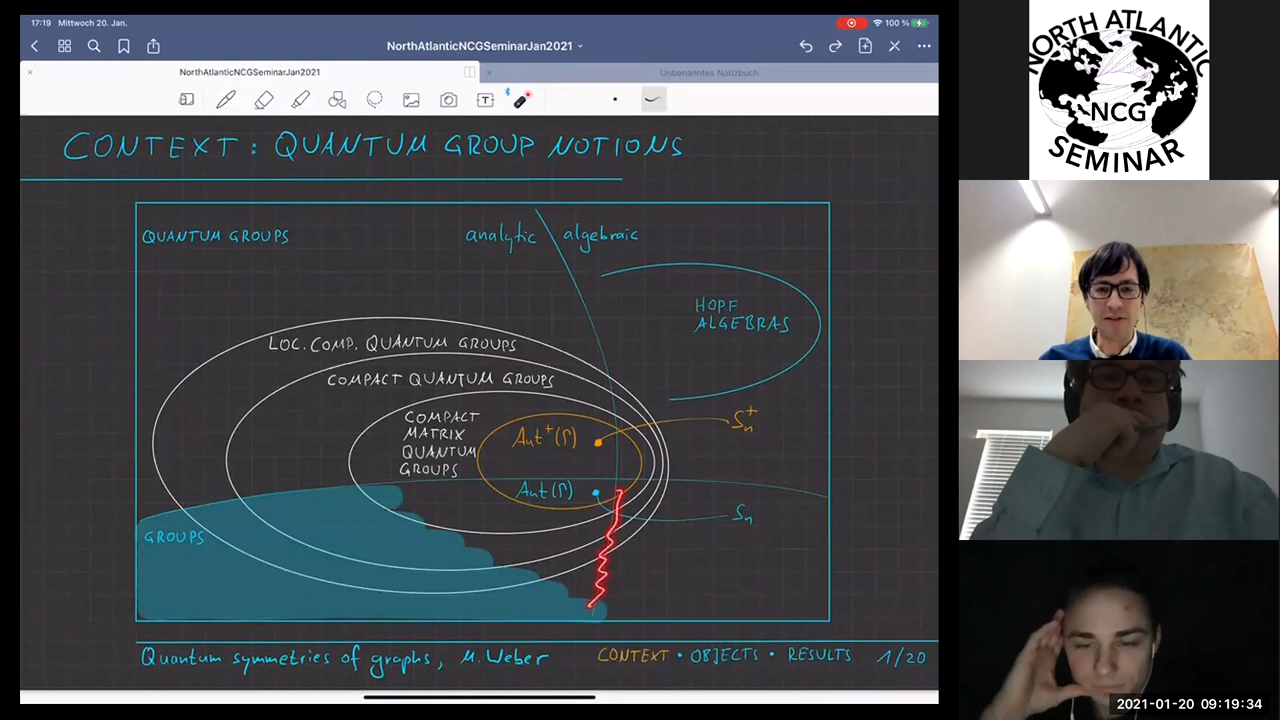 17:19 Mittwoch 20. Jan.
100 %
NorthAtlanticNCGSeminarJan2021
NorthAtlanticNCGSeminarJan2021
Unbenanntes Notizbuch
T
CONTEXT: QUANTUM GROUP NOTIONS
QUANTUM GROUPS
analytic
algebraic
HOPF
ALGEBRAS
LOC. COMP. QUANTUM GROUPS
COMPACT QUANTUM GROUPS
COMPACT
MATRIX
QUANTUM
GROUPS
Aut⁺(Γ)
Sₙ⁺
Aut(Γ)
Sₙ
GROUPS
Quantum symmetries of graphs, M. Weber
CONTEXT • OBJECTS • RESULTS 1/20
NORTH ATLANTIC
NCG
SEMINAR
2021-01-20 09:19:34